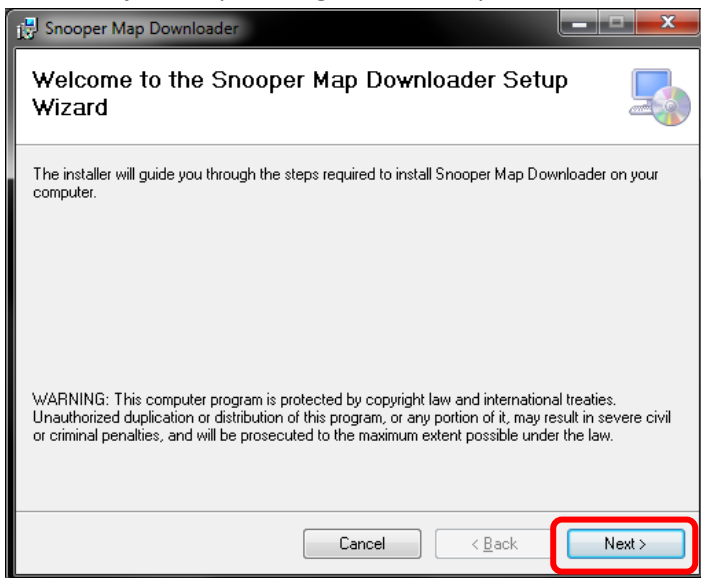 Snooper Map Downloader
Welcome to the Snooper Map Downloader Setup
Wizard
The installer will guide you through the steps required to install Snooper Map Downloader on your
computer.
WARNING: This computer program is protected by copyright law and international treaties.
Unauthorized duplication or distribution of this program, or any portion of it, may result in severe civil
or criminal penalties, and will be prosecuted to the maximum extent possible under the law.
Cancel < Back Next >